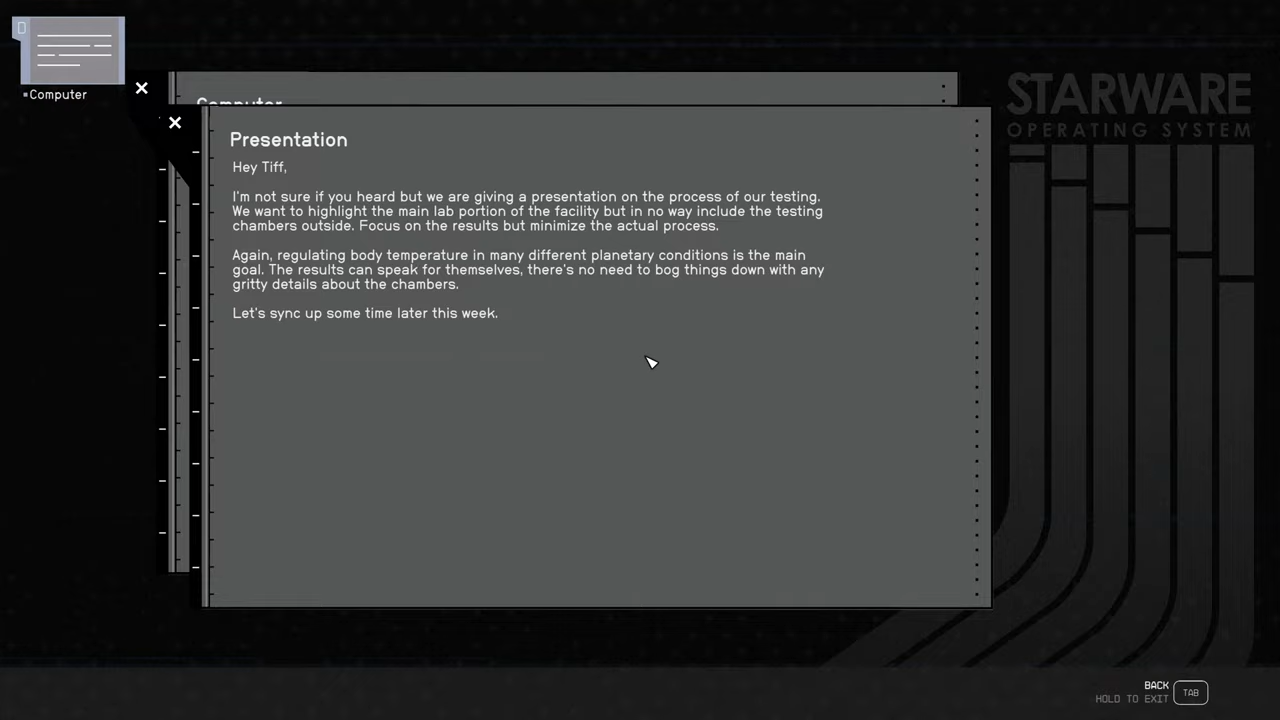 D
Computer
Computer
STARWARE
OPERATING SYSTEM
Presentation
Hey Tiff,
I'm not sure if you heard but we are giving a presentation on the process of our testing.
We want to highlight the main lab portion of the facility but in no way include the testing
chambers outside. Focus on the results but minimize the actual process.
Again, regulating body temperature in many different planetary conditions is the main
goal. The results can speak for themselves, there's no need to bog things down with any
gritty details about the chambers.
Let's sync up some time later this week.
BACK
HOLD TO EXIT
TAB